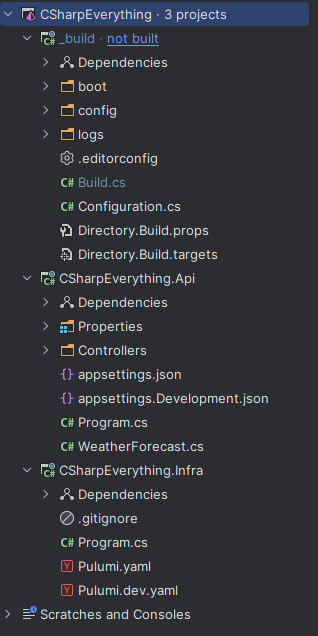 CSharpEverything · 3 projects
_build · not built
Dependencies
boot
config
logs
.editorconfig
C# Build.cs
C# Configuration.cs
Directory.Build.props
Directory.Build.targets
CSharpEverything.Api
Dependencies
Properties
Controllers
{} appsettings.json
{} appsettings.Development.json
C# Program.cs
C# WeatherForecast.cs
CSharpEverything.Infra
Dependencies
.gitignore
C# Program.cs
Y Pulumi.yaml
Y Pulumi.dev.yaml
Scratches and Consoles